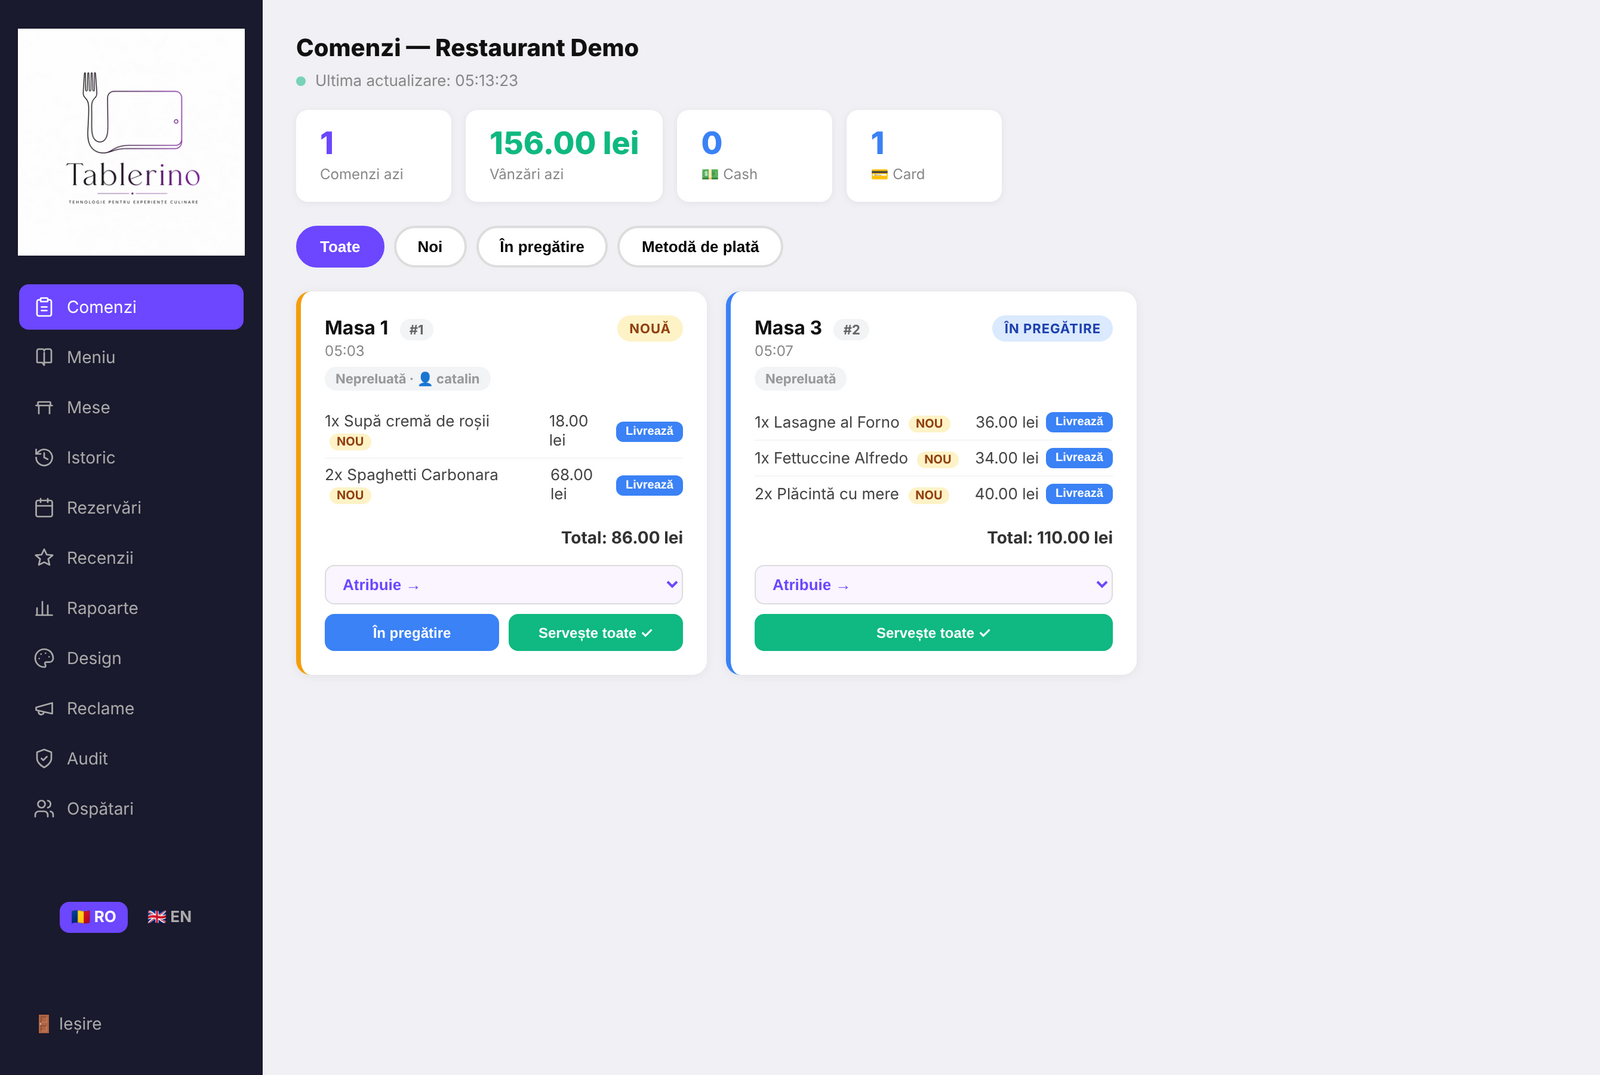 Tablerino
TEHNOLOGIE PENTRU EXPERIENȚE CULINARE
Comenzi
Meniu
Mese
Istoric
Rezervări
Recenzii
Rapoarte
Design
Reclame
Audit
Ospătari
🇷🇴 RO
🇬🇧 EN
🚪 Ieșire
Comenzi — Restaurant Demo
Ultima actualizare: 05:13:23
1
Comenzi azi
156.00 lei
Vânzări azi
0
💵 Cash
1
💳 Card
Toate
Noi
În pregătire
Metodă de plată
Masa 1 #1
NOUĂ
05:03
Nepreluată · 👤 catalin
1x Supă cremă de roșii
NOU
18.00
lei
Livrează
2x Spaghetti Carbonara
NOU
68.00
lei
Livrează
Total: 86.00 lei
Atribuie →
În pregătire
Servește toate ✓
Masa 3 #2
ÎN PREGĂTIRE
05:07
Nepreluată
1x Lasagne al Forno NOU 36.00 lei Livrează
1x Fettuccine Alfredo NOU 34.00 lei Livrează
2x Plăcintă cu mere NOU 40.00 lei Livrează
Total: 110.00 lei
Atribuie →
Servește toate ✓